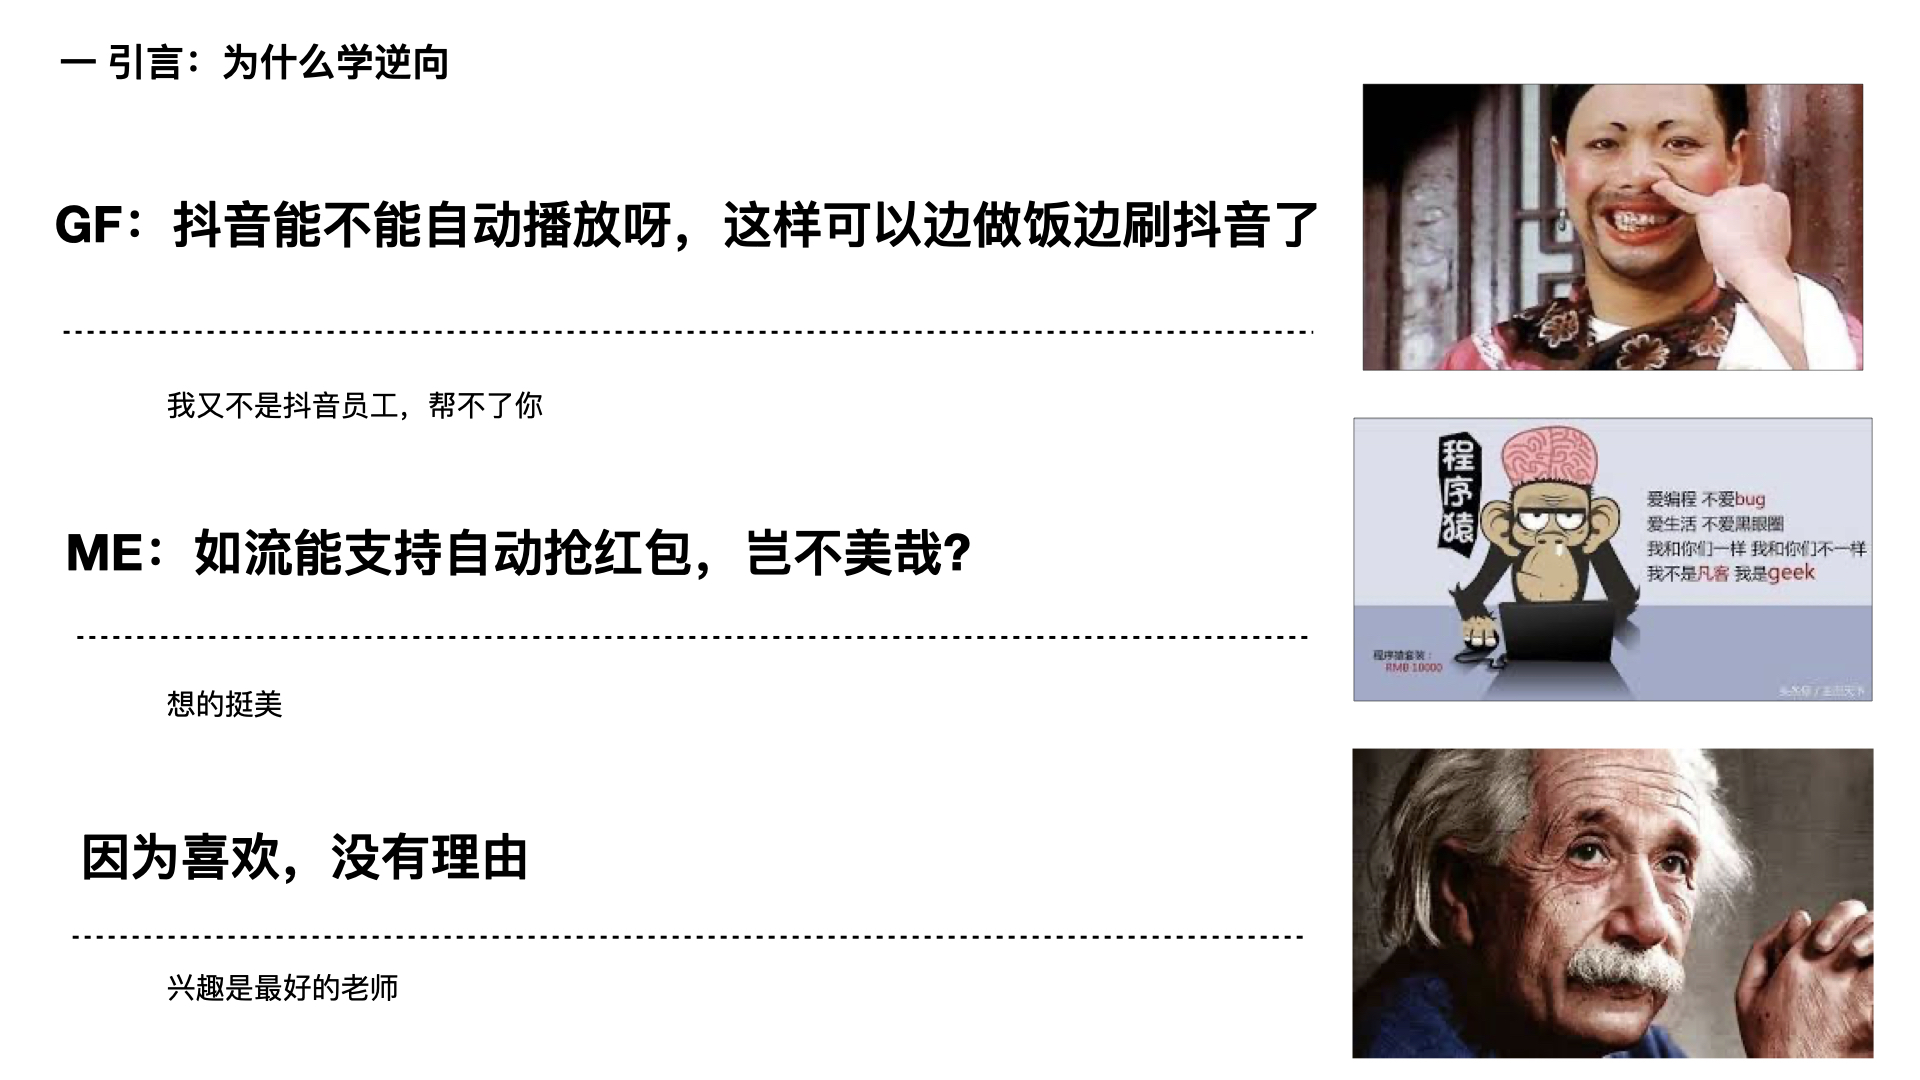 一 引言：为什么学逆向
GF：抖音能不能自动播放呀，这样可以边做饭边刷抖音了
我又不是抖音员工，帮不了你
ME：如流能支持自动抢红包，岂不美哉？
想的挺美
因为喜欢，没有理由
兴趣是最好的老师
程序猿
爱编程 不爱bug
爱生活 不爱黑眼圈
我和你们一样 我和你们不一样
我不是凡客 我是geek
程序猿套装：
RMB 10000